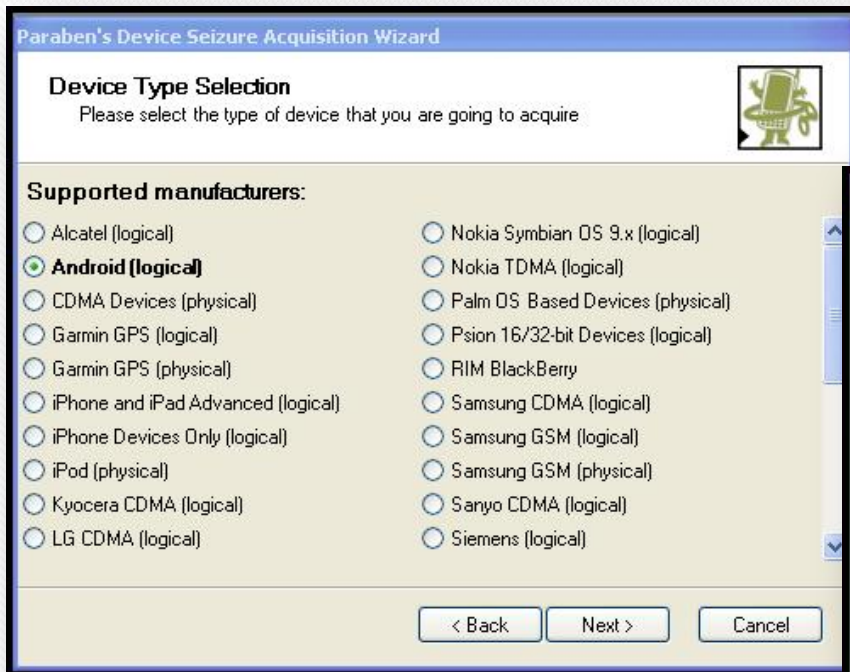 Paraben's Device Seizure Acquisition Wizard
Device Type Selection
Please select the type of device that you are going to acquire
Supported manufacturers:
Alcatel (logical)
Android (logical)
CDMA Devices (physical)
Garmin GPS (logical)
Garmin GPS (physical)
iPhone and iPad Advanced (logical)
iPhone Devices Only (logical)
iPod (physical)
Kyocera CDMA (logical)
LG CDMA (logical)
Nokia Symbian OS 9.x (logical)
Nokia TDMA (logical)
Palm OS Based Devices (physical)
Psion 16/32-bit Devices (logical)
RIM BlackBerry
Samsung CDMA (logical)
Samsung GSM (logical)
Samsung GSM (physical)
Sanyo CDMA (logical)
Siemens (logical)
< Back
Next >
Cancel